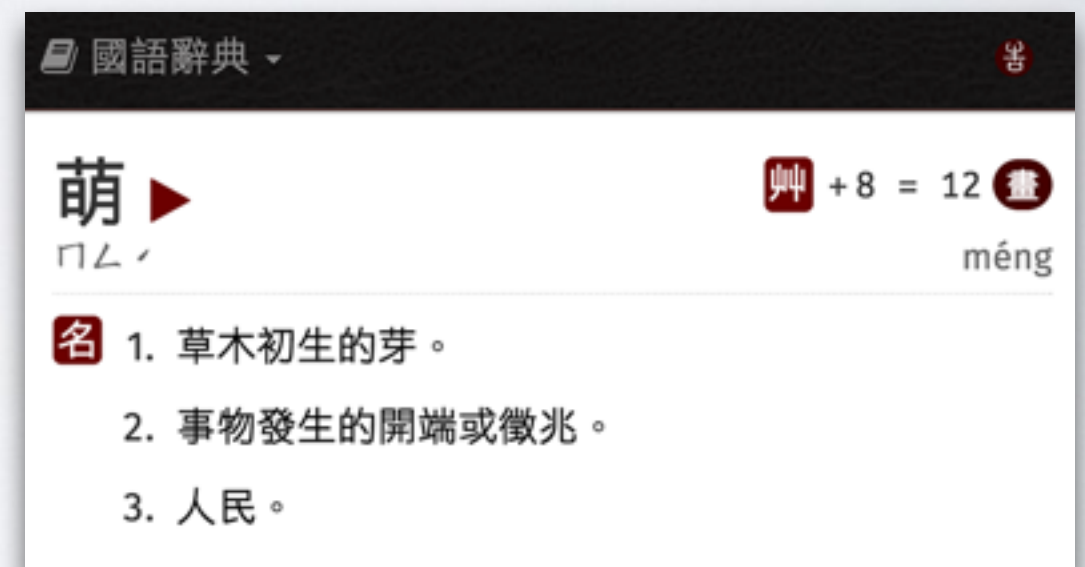 國語辭典
萌 艸 + 8 = 12 畫
ㄇㄥˊ méng
名 1. 草木初生的芽。
2. 事物發生的開端或徵兆。
3. 人民。